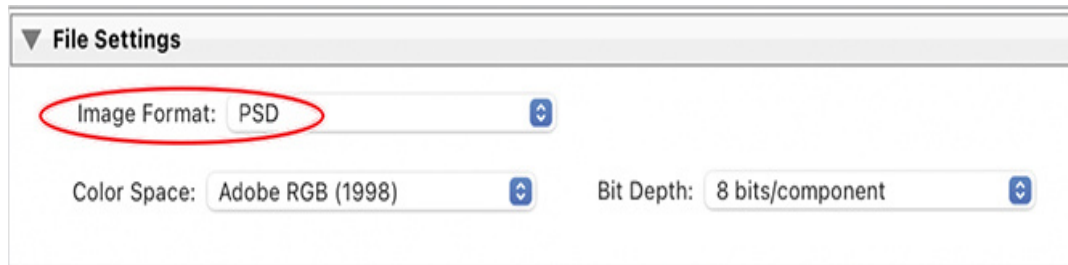 File Settings
Image Format: PSD
Color Space: Adobe RGB (1998) Bit Depth: 8 bits/component